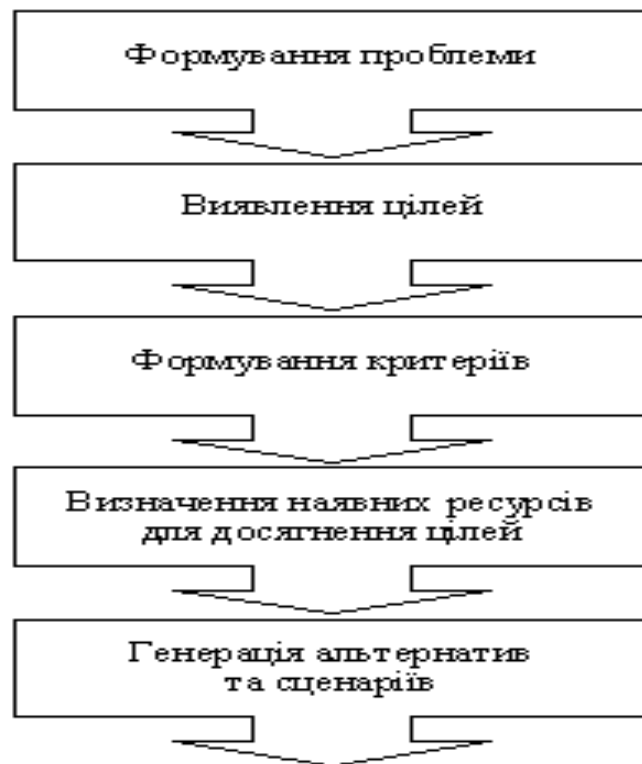 Формування проблеми
Виявлення цілей
Формування критеріїв
Визначення наявних ресурсів
для досягнення цілей
Генерація альтернатив
та сценаріїв